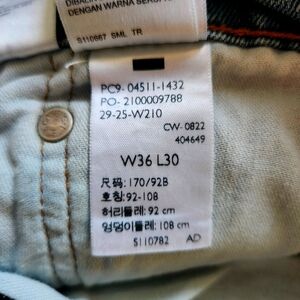 DENGAN WARNA
S110667 SML TR
PC9- 04511-1432
PO- 2100009788
29-25-W210
CW- 0822
404649
W36 L30
尺码: 170/92B
호칭: 92-108
허리둘레: 92 cm
엉덩이둘레: 108 cm
S110782 AD